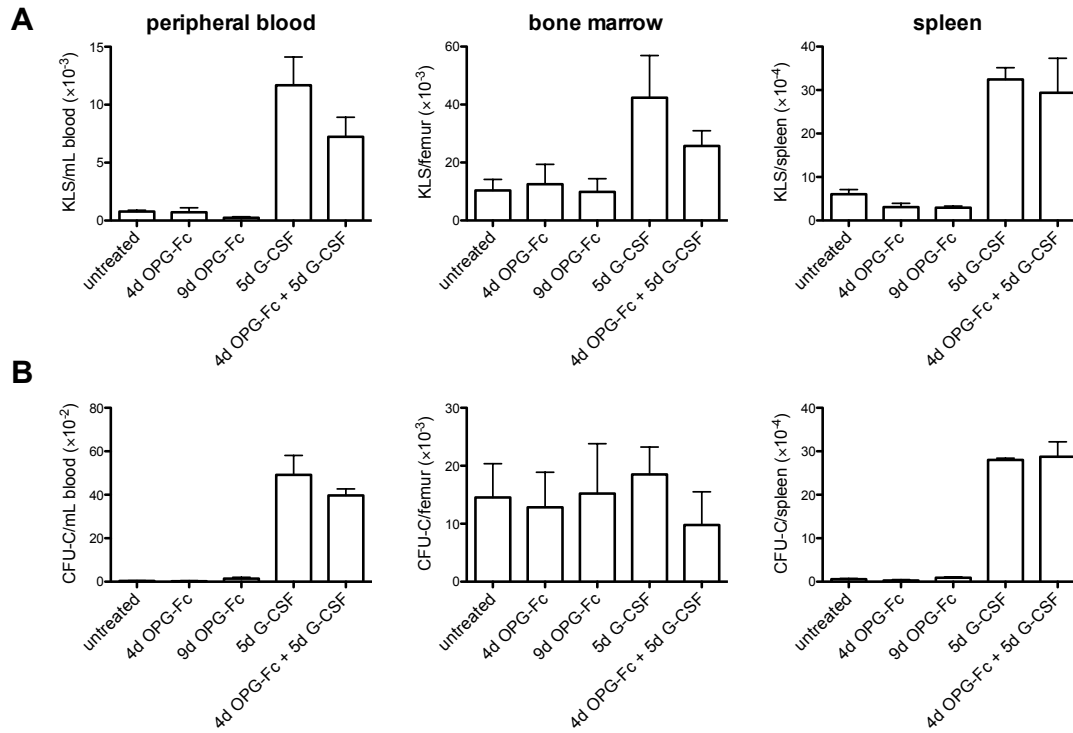 A
peripheral blood
bone marrow
spleen
KLS/mL blood (×10⁻³)
15
10
5
0
untreated
4d OPG-Fc
9d OPG-Fc
5d G-CSF
4d OPG-Fc + 5d G-CSF
KLS/femur (×10⁻³)
60
40
20
0
untreated
4d OPG-Fc
9d OPG-Fc
5d G-CSF
4d OPG-Fc + 5d G-CSF
KLS/spleen (×10⁻⁴)
40
30
20
10
0
untreated
4d OPG-Fc
9d OPG-Fc
5d G-CSF
4d OPG-Fc + 5d G-CSF
B
CFU-C/mL blood (×10⁻²)
80
60
40
20
0
untreated
4d OPG-Fc
9d OPG-Fc
5d G-CSF
4d OPG-Fc + 5d G-CSF
CFU-C/femur (×10⁻³)
30
20
10
0
untreated
4d OPG-Fc
9d OPG-Fc
5d G-CSF
4d OPG-Fc + 5d G-CSF
CFU-C/spleen (×10⁻⁴)
40
30
20
10
0
untreated
4d OPG-Fc
9d OPG-Fc
5d G-CSF
4d OPG-Fc + 5d G-CSF